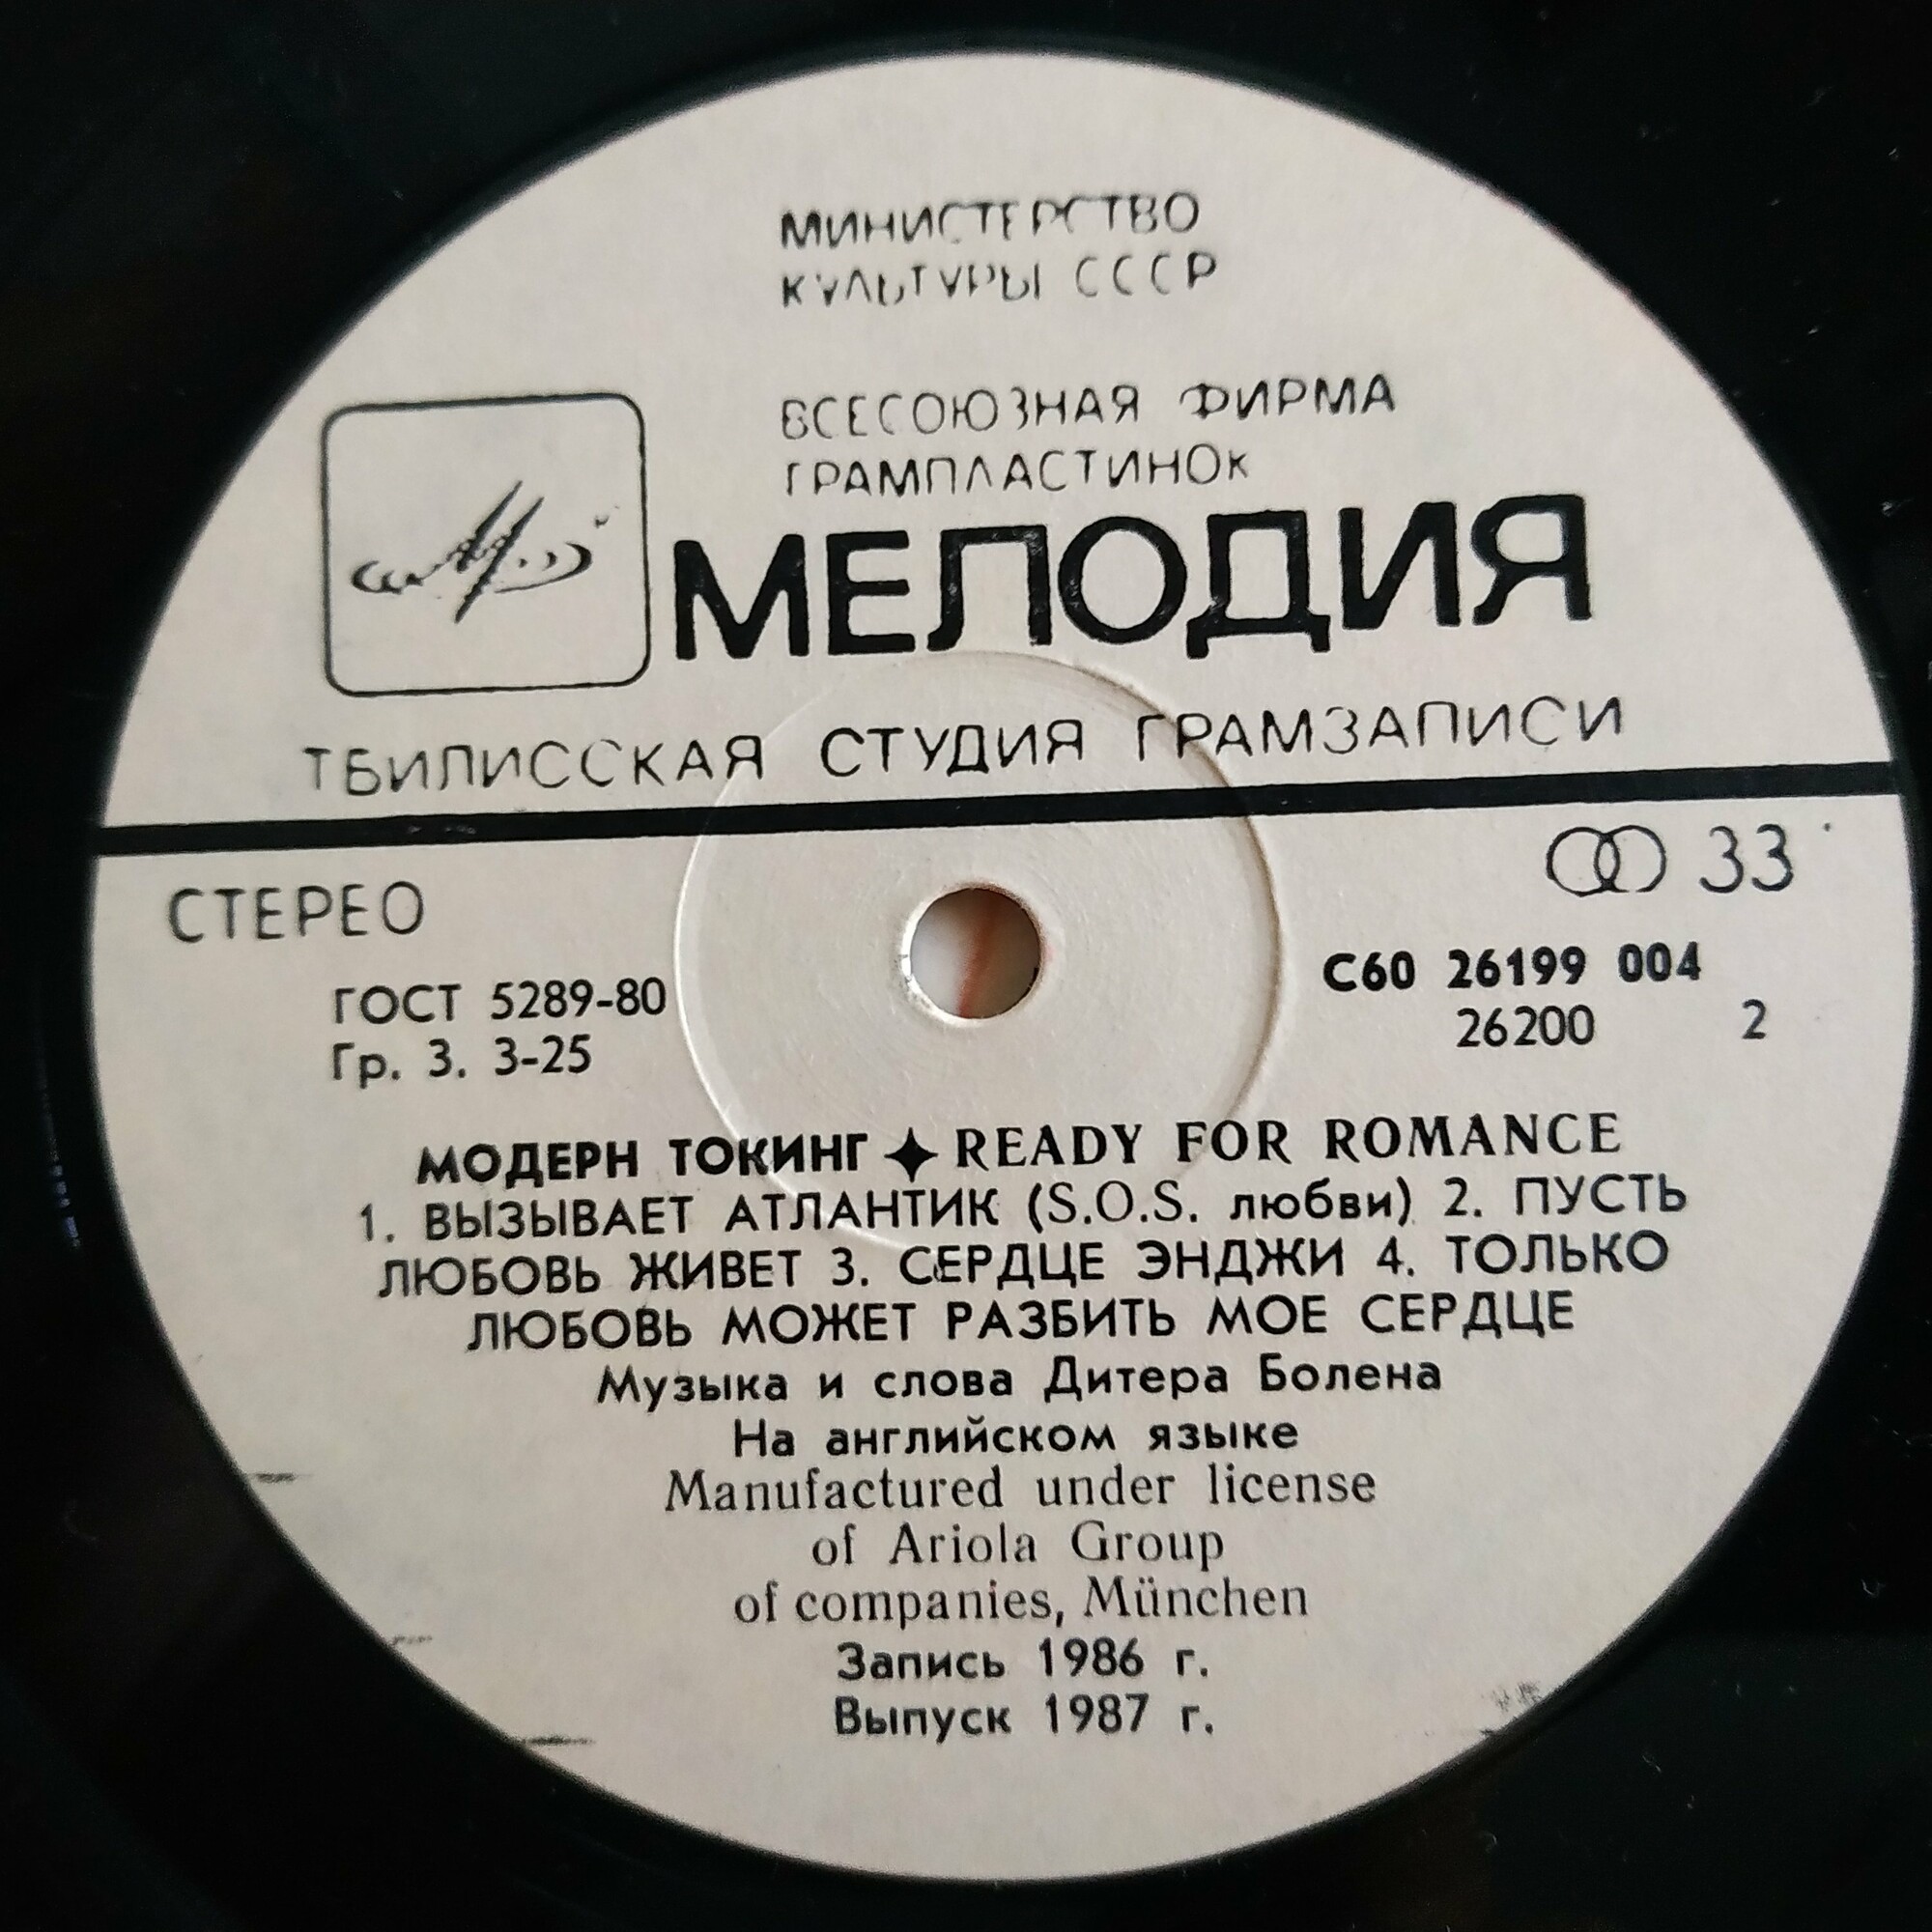 МИНИСТЕРСТВО
КУЛЬТУРЫ СССР
ВСЕСОЮЗНАЯ ФИРМА
ГРАМПЛАСТИНОК
МЕЛОДИЯ
ТБИЛИССКАЯ СТУДИЯ ГРАМЗАПИСИ
СТЕРЕО
33
ГОСТ 5289-80
Гр. 3. 3-25
С60 26199 004
26200 2
МОДЕРН ТОКИНГ ✦ READY FOR ROMANCE
1. ВЫЗЫВАЕТ АТЛАНТИК (S.O.S. любви) 2. ПУСТЬ
ЛЮБОВЬ ЖИВЕТ 3. СЕРДЦЕ ЭНДЖИ 4. ТОЛЬКО
ЛЮБОВЬ МОЖЕТ РАЗБИТЬ МОЕ СЕРДЦЕ
Музыка и слова Дитера Болена
На английском языке
Manufactured under license
of Ariola Group
of companies, München
Запись 1986 г.
Выпуск 1987 г.